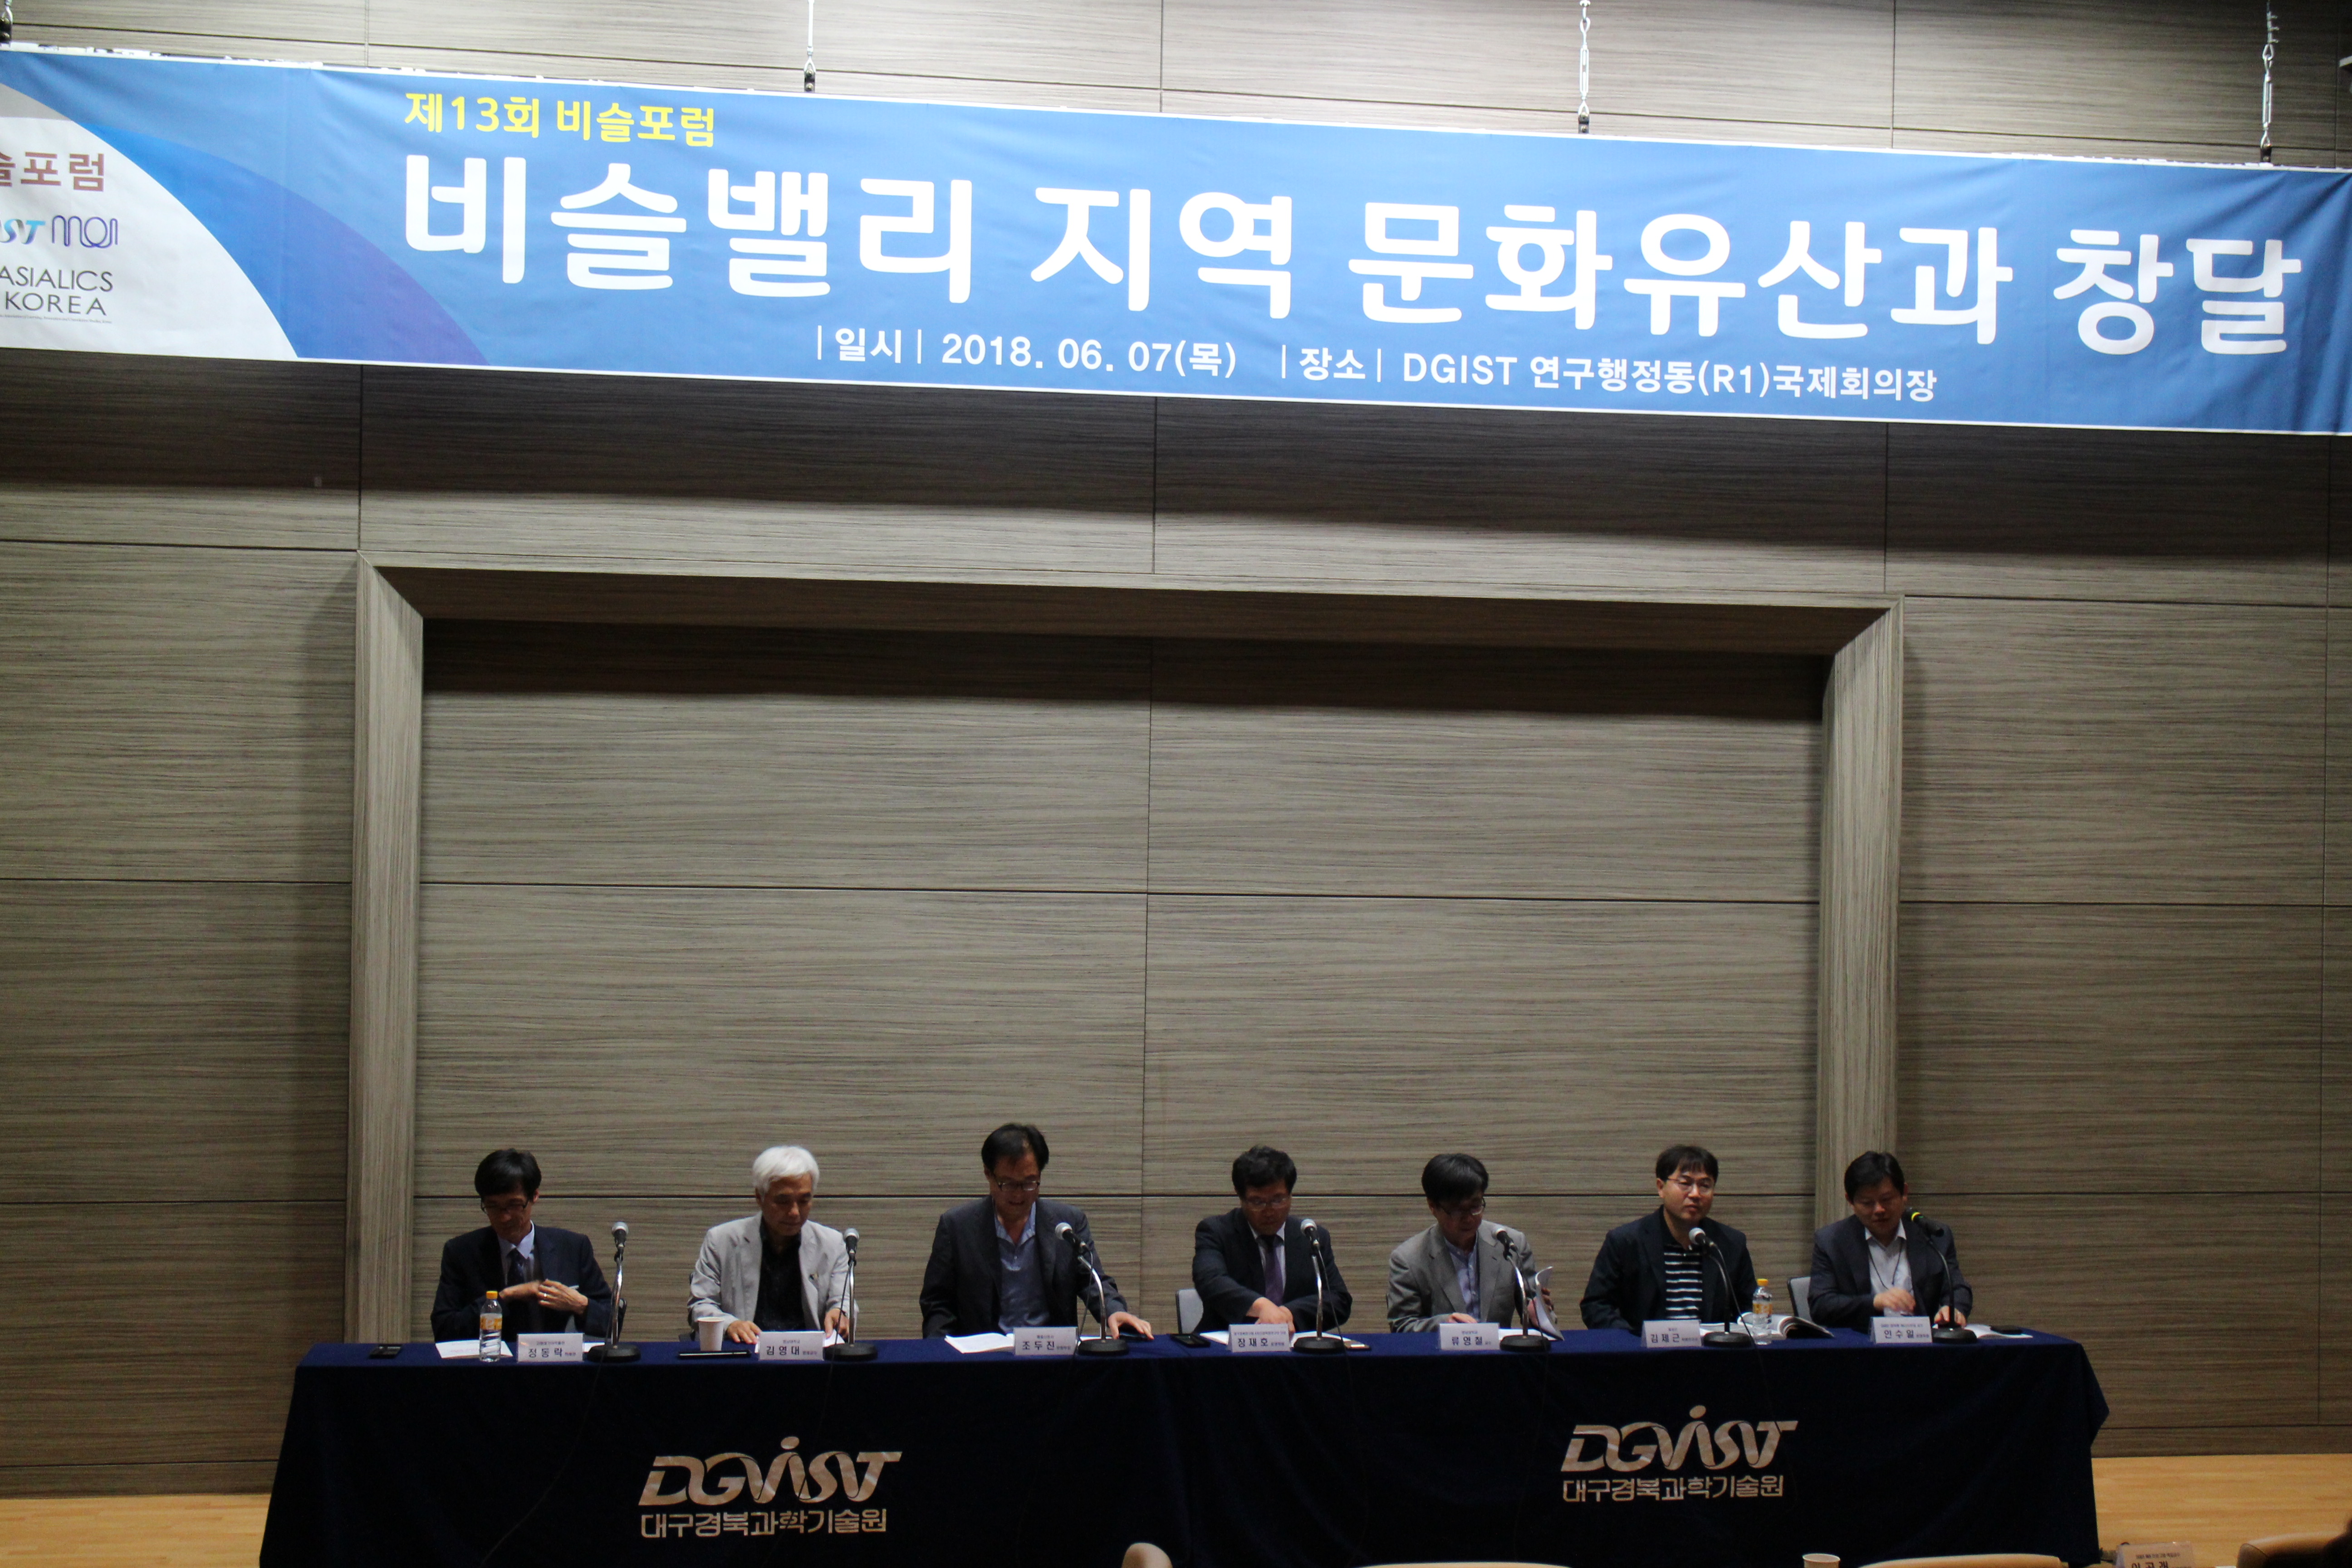 제13회 비슬포럼
비슬밸리 지역 문화유산과 창달
|일시| 2018. 06. 07(목) |장소| DGIST 연구행정동(R1)국제회의장
슬포럼
IST MOI
ASIALICS
KOREA
정동락
김영대
조두진
장재호
류영철
김제근
안수일
DGIST
대구경북과학기술원
DGIST
대구경북과학기술원